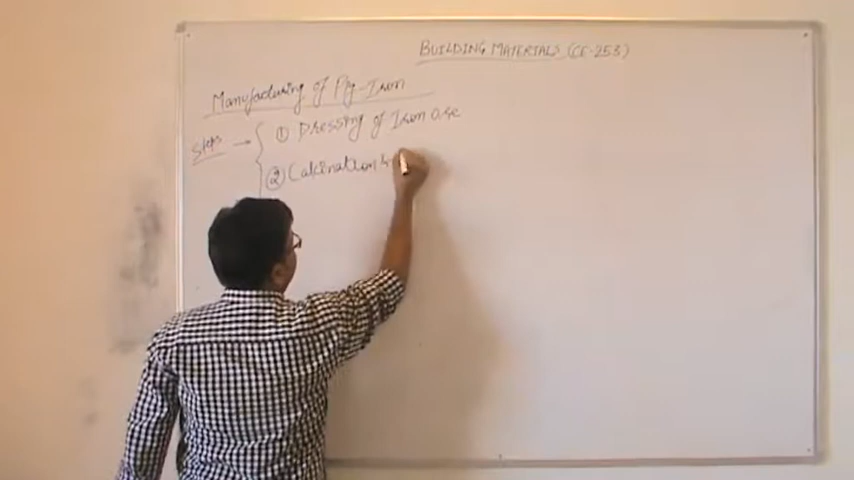 BUILDING MATERIALS (CE-253)
Manufacturing of Pig-Iron
Steps → ① Dressing of Iron ore
② Calcination &